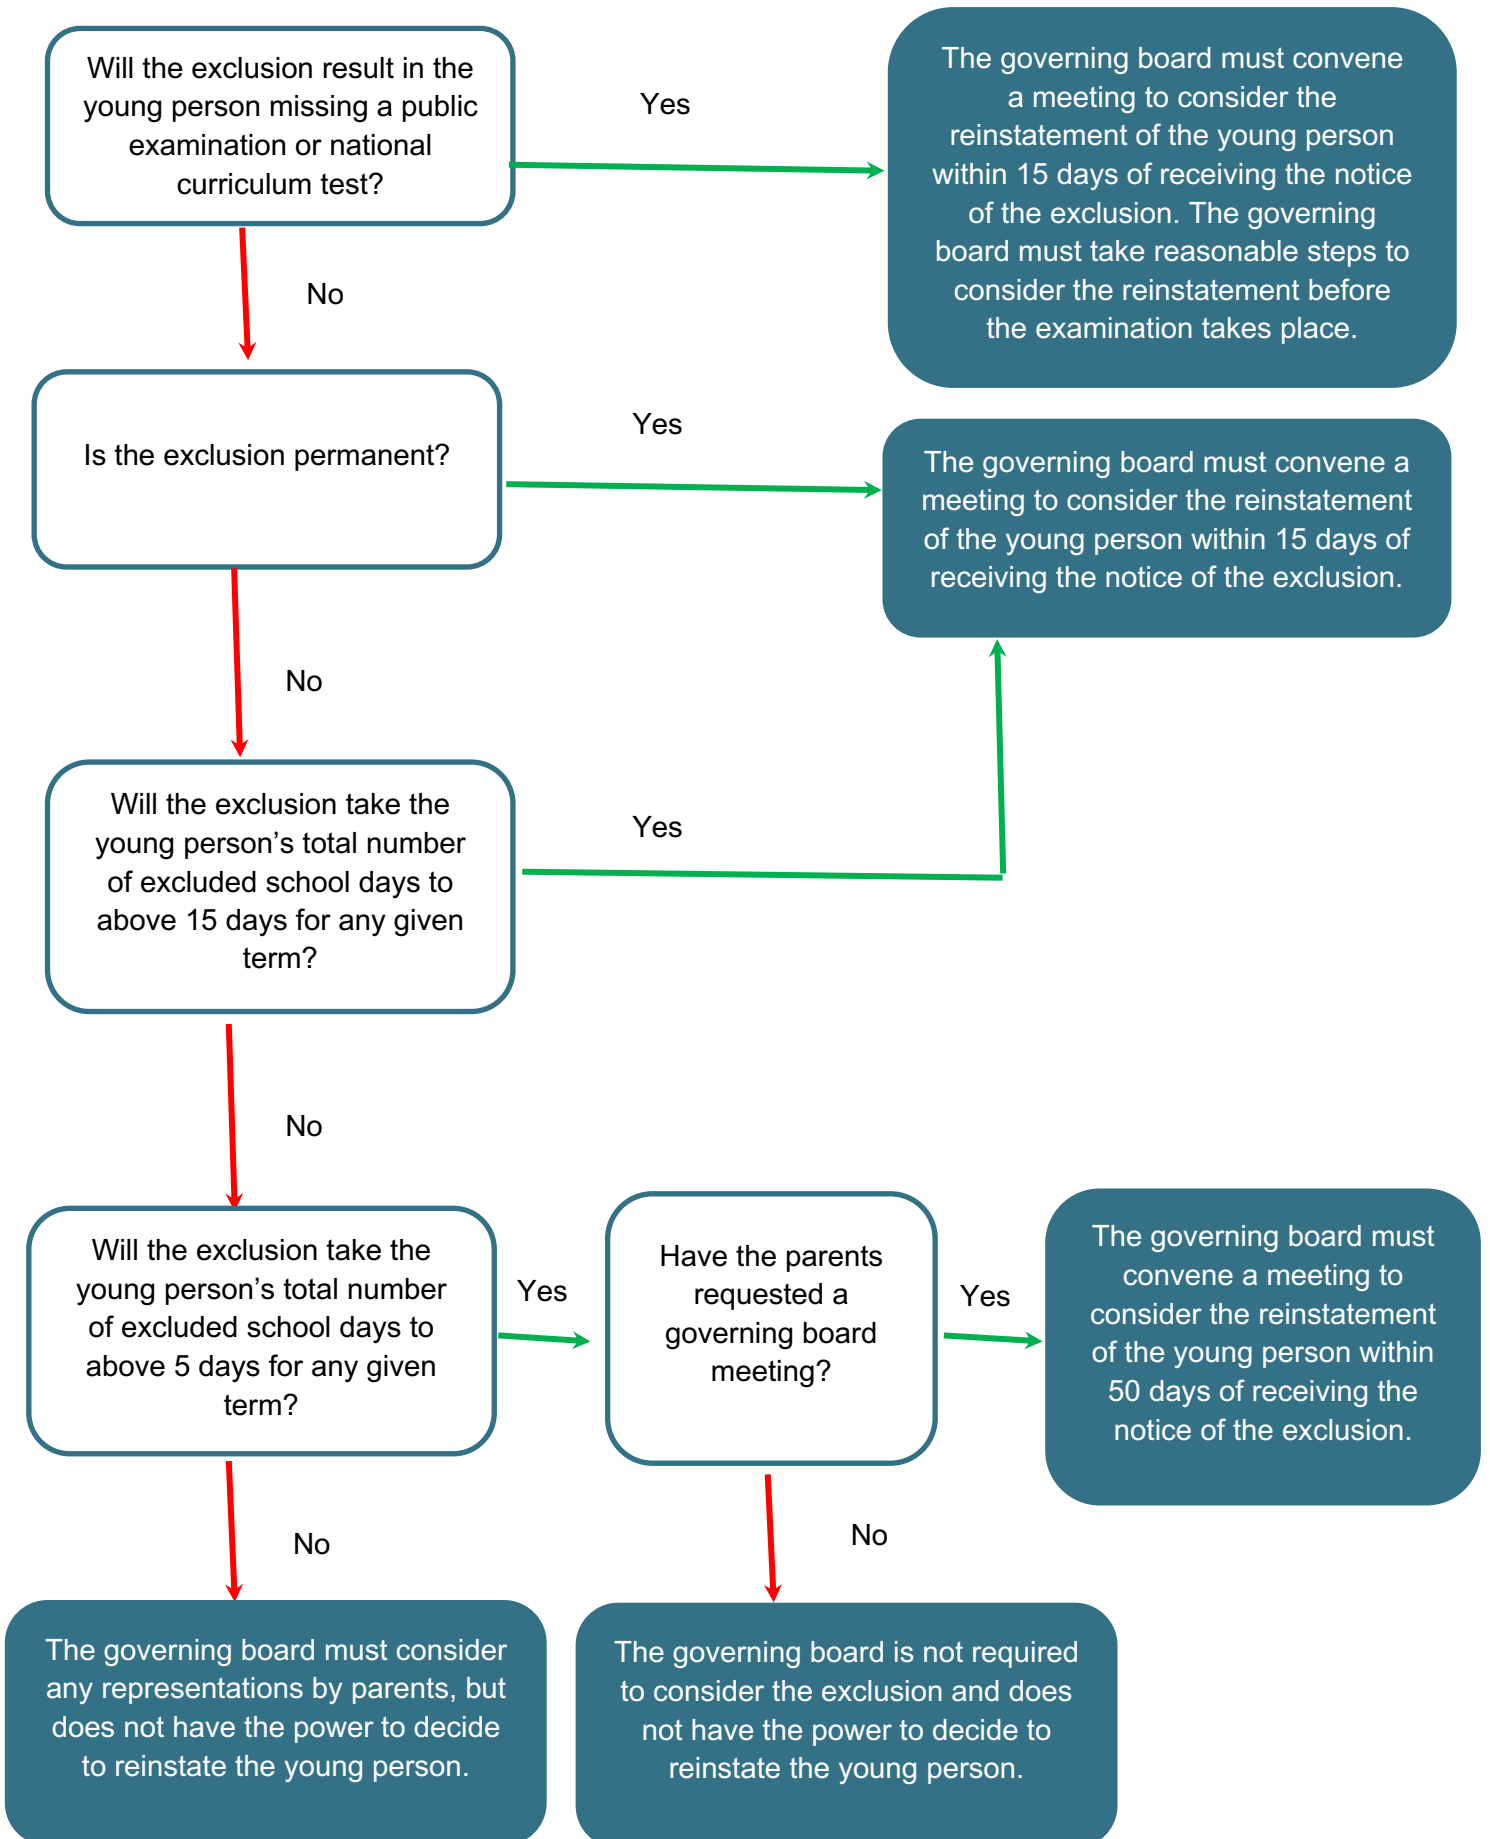 Will the exclusion result in the
young person missing a public
examination or national
curriculum test?
Yes
The governing board must convene
a meeting to consider the
reinstatement of the young person
within 15 days of receiving the notice
of the exclusion. The governing
board must take reasonable steps to
consider the reinstatement before
the examination takes place.
No
Is the exclusion permanent?
Yes
The governing board must convene a
meeting to consider the reinstatement
of the young person within 15 days of
receiving the notice of the exclusion.
No
Will the exclusion take the
young person’s total number
of excluded school days to
above 15 days for any given
term?
Yes
No
Will the exclusion take the
young person’s total number
of excluded school days to
above 5 days for any given
term?
Yes
Have the parents
requested a
governing board
meeting?
Yes
The governing board must
convene a meeting to
consider the reinstatement
of the young person within
50 days of receiving the
notice of the exclusion.
No
No
The governing board must consider
any representations by parents, but
does not have the power to decide
to reinstate the young person.
The governing board is not required
to consider the exclusion and does
not have the power to decide to
reinstate the young person.